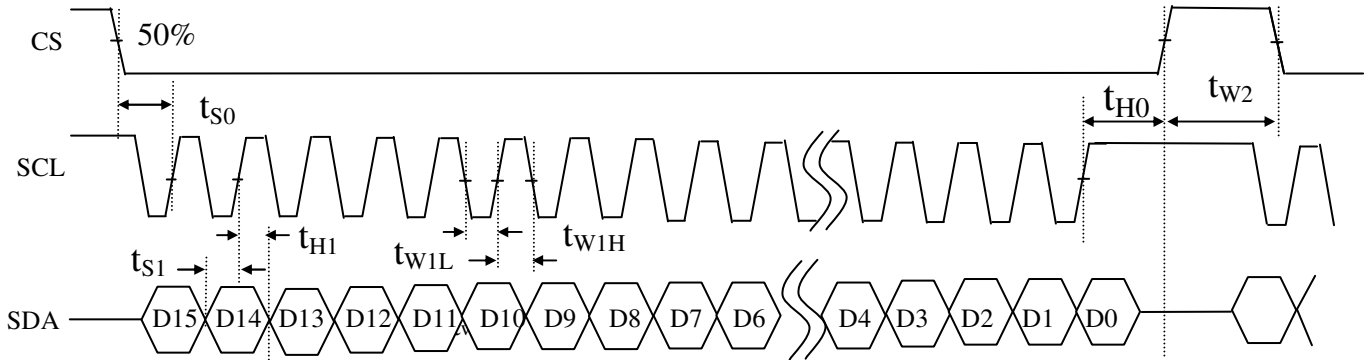 CS 50%
tS0 tH0 tW2
SCL
tS1 tH1 tW1L tW1H
SDA D15 D14 D13 D12 D11 D10 D9 D8 D7 D6 D4 D3 D2 D1 D0